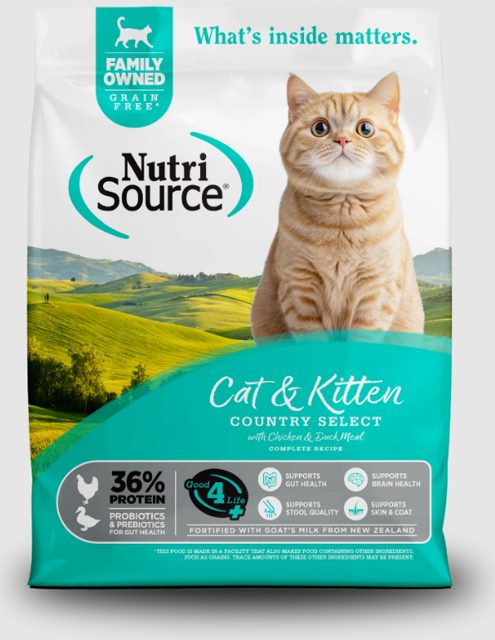 What's inside matters.
FAMILY
OWNED
GRAIN
FREE*
Nutri
Source®
Cat & Kitten
COUNTRY SELECT
with Chicken & Duck Meal
COMPLETE RECIPE
36%
PROTEIN
PROBIOTICS
& PREBIOTICS
FOR GUT HEALTH
Good
4
Life
+
SUPPORTS
GUT HEALTH
SUPPORTS
BRAIN HEALTH
SUPPORTS
STOOL QUALITY
SUPPORTS
SKIN & COAT
FORTIFIED WITH GOAT'S MILK FROM NEW ZEALAND
*THIS FOOD IS MADE IN A FACILITY THAT ALSO MAKES FOOD CONTAINING OTHER INGREDIENTS,
SUCH AS GRAINS. TRACE AMOUNTS OF THESE OTHER INGREDIENTS MAY BE PRESENT.